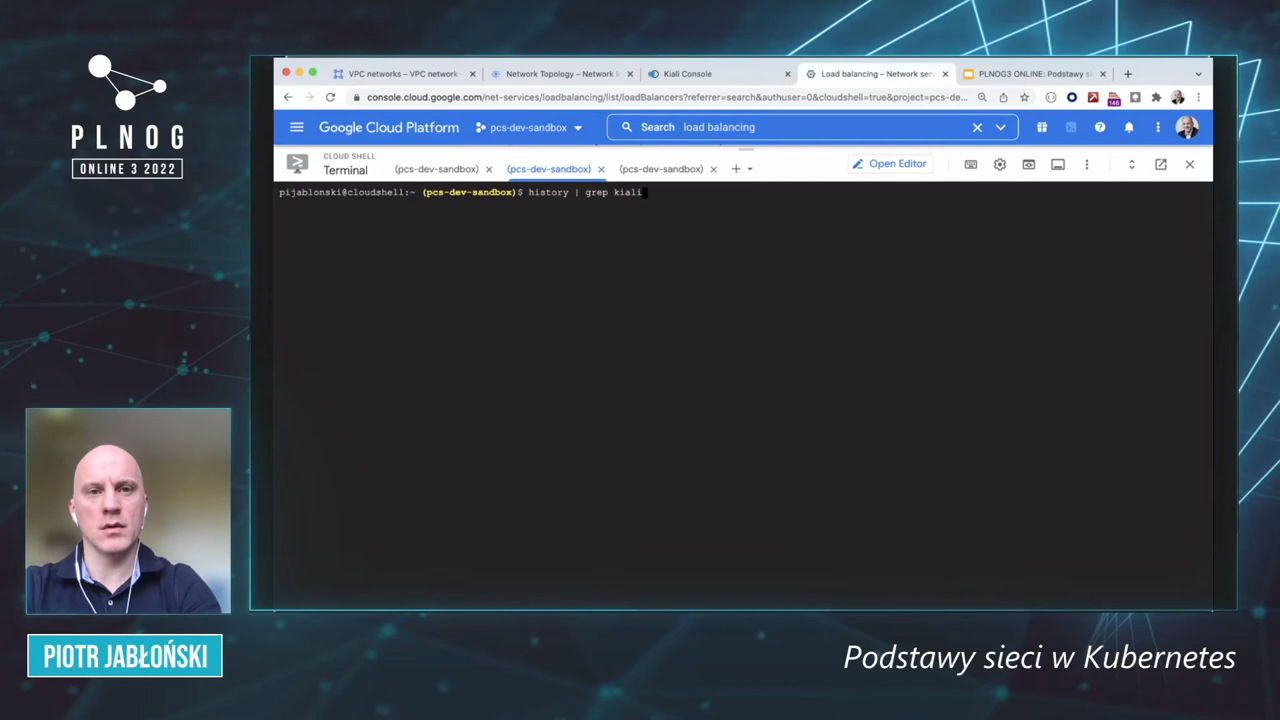 PLNOG
ONLINE 3 2022
VPC networks – VPC network
Network Topology – Network I
Kiali Console
Load balancing – Network serv
PLNOG3 ONLINE: Podstawy si
console.cloud.google.com/net-services/loadbalancing/list/loadBalancers?referrer=search&authuser=0&cloudshell=true&project=pcs-de...
146
Google Cloud Platform
pcs-dev-sandbox
Search load balancing
CLOUD SHELL
Terminal
(pcs-dev-sandbox)
(pcs-dev-sandbox)
(pcs-dev-sandbox)
Open Editor
pijablonski@cloudshell:~ (pcs-dev-sandbox)$ history | grep kiali
PIOTR JABŁOŃSKI
Podstawy sieci w Kubernetes